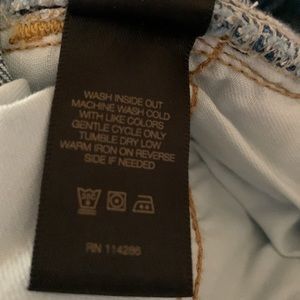 WASH INSIDE OUT
MACHINE WASH COLD
WITH LIKE COLORS
GENTLE CYCLE ONLY
TUMBLE DRY LOW
WARM IRON ON REVERSE
SIDE IF NEEDED
RN 114286